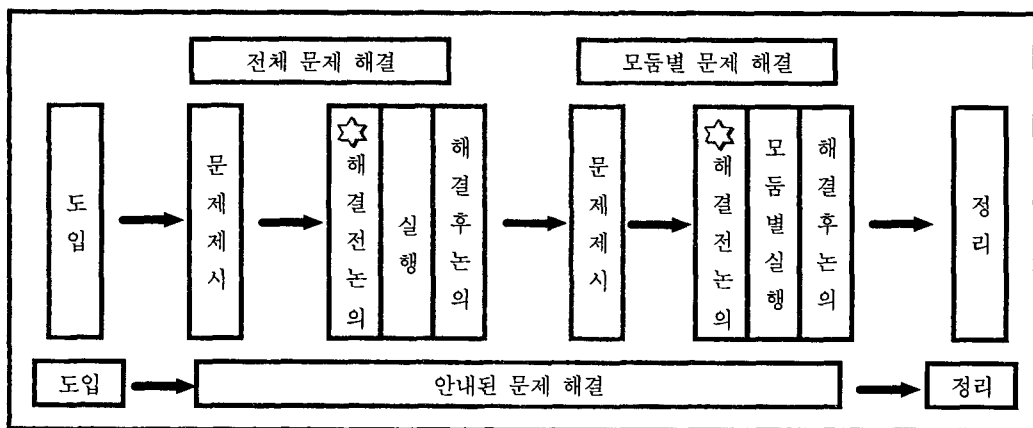 전체 문제 해결
모둠별 문제 해결
도입
문제제시
해결전논의
실행
해결후논의
문제제시
해결전논의
모둠별실행
해결후논의
정리
도입
안내된 문제 해결
정리